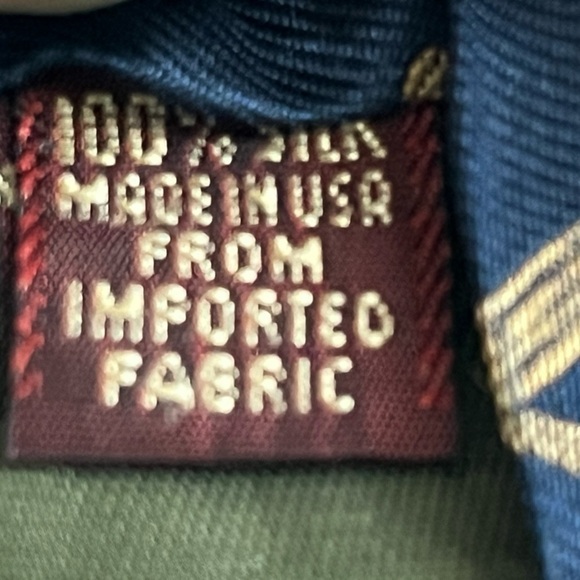 100% SILK
MADE IN USA
FROM
IMPORTED
FABRIC